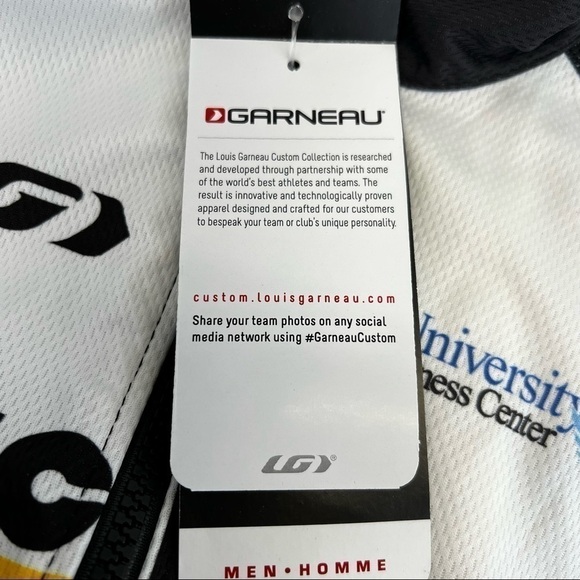 GARNEAU®
The Louis Garneau Custom Collection is researched
and developed through partnership with some
of the world's best athletes and teams. The
result is innovative and technologically proven
apparel designed and crafted for our customers
to bespeak your team or club's unique personality.
custom.louisgarneau.com
Share your team photos on any social
media network using #GarneauCustom
LG®
MEN • HOMME
University
Center